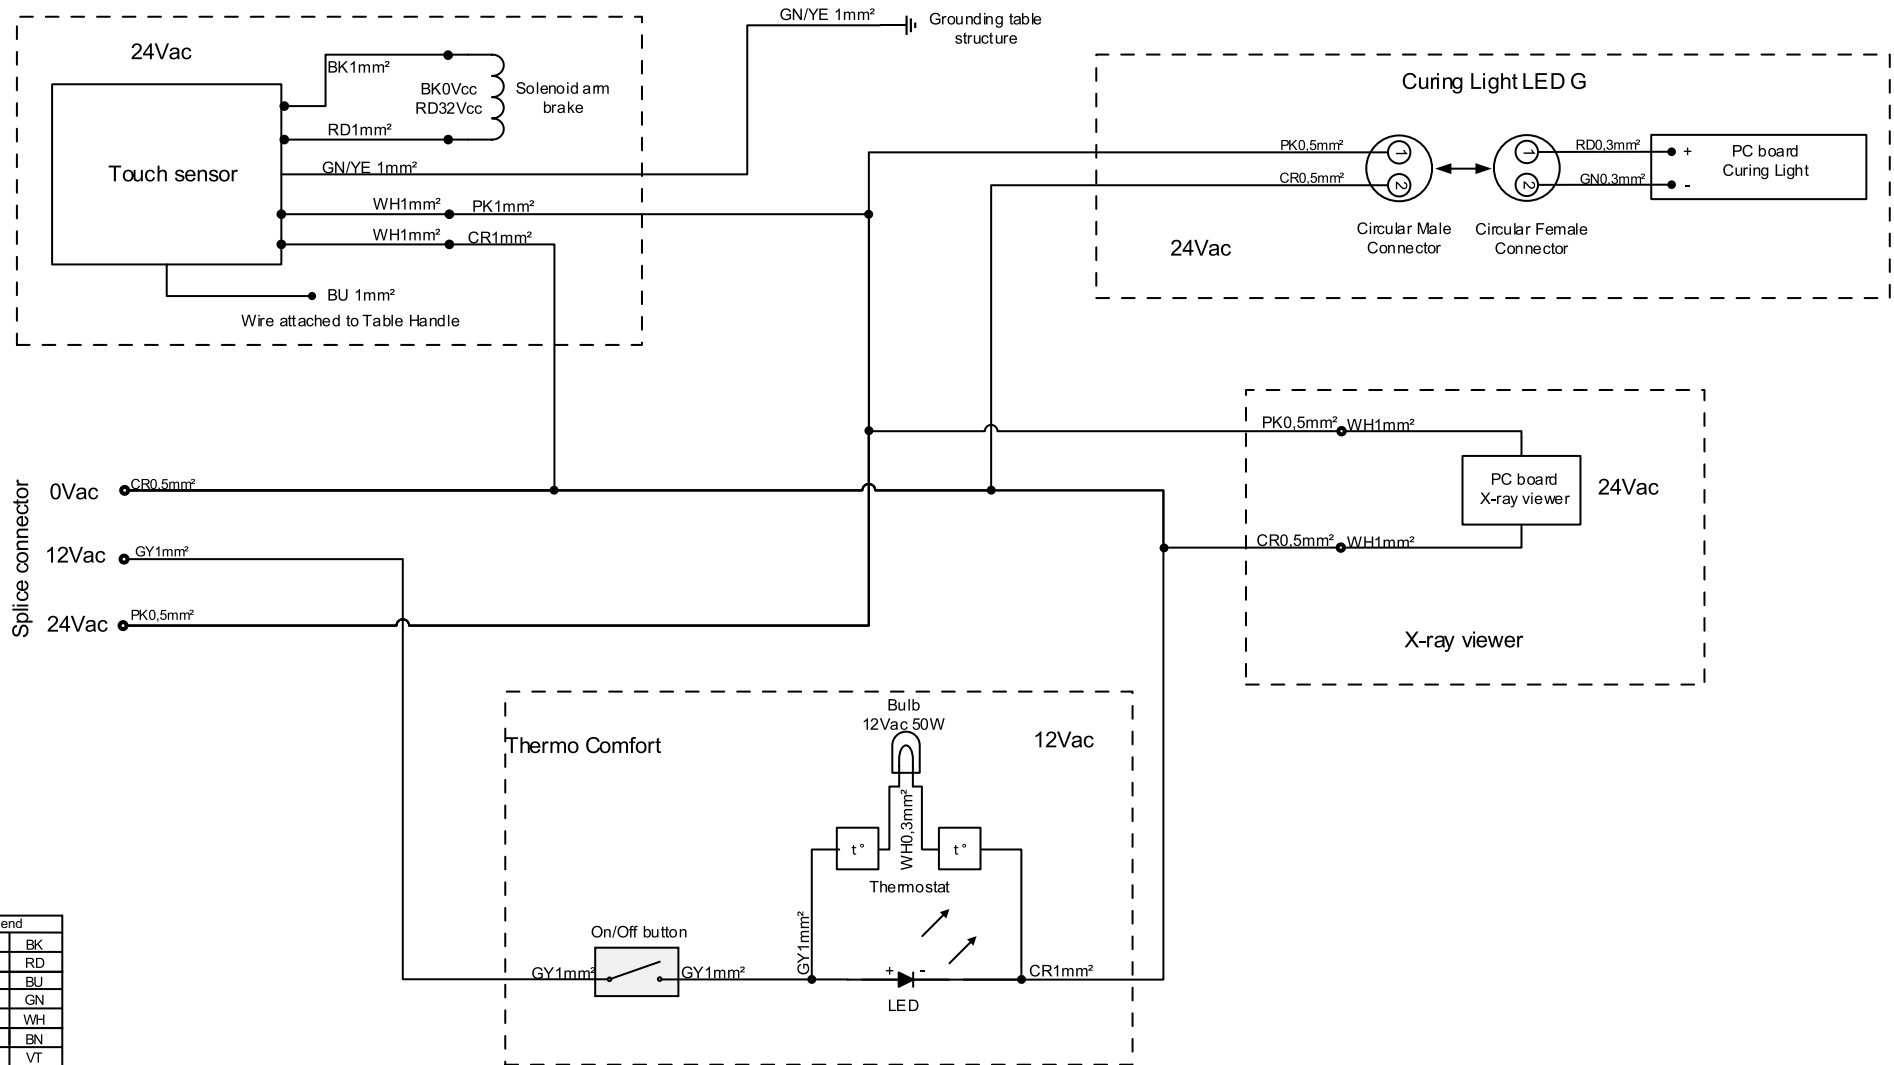 24Vac
BK1mm²
BK0Vcc
RD32Vcc
Solenoid arm
brake
RD1mm²
Touch sensor
GN/YE 1mm²
WH1mm²
PK1mm²
WH1mm²
CR1mm²
BU 1mm²
Wire attached to Table Handle
GN/YE 1mm²
Grounding table
structure
Curing Light LED G
PK0,5mm²
1
1
RD0,3mm²
+
PC board
Curing Light
CR0,5mm²
2
2
GN0,3mm²
-
Circular Male
Connector
Circular Female
Connector
24Vac
PK0,5mm²
WH1mm²
PC board
X-ray viewer
24Vac
CR0,5mm²
WH1mm²
X-ray viewer
Splice connector
0Vac
CR0,5mm²
12Vac
GY1mm²
24Vac
PK0,5mm²
Thermo Comfort
Bulb
12Vac 50W
12Vac
WH0,3mm²
t°
t°
Thermostat
On/Off button
GY1mm²
GY1mm²
GY1mm²
+
-
LED
CR1mm²
end
BK
RD
BU
GN
WH
BN
VT